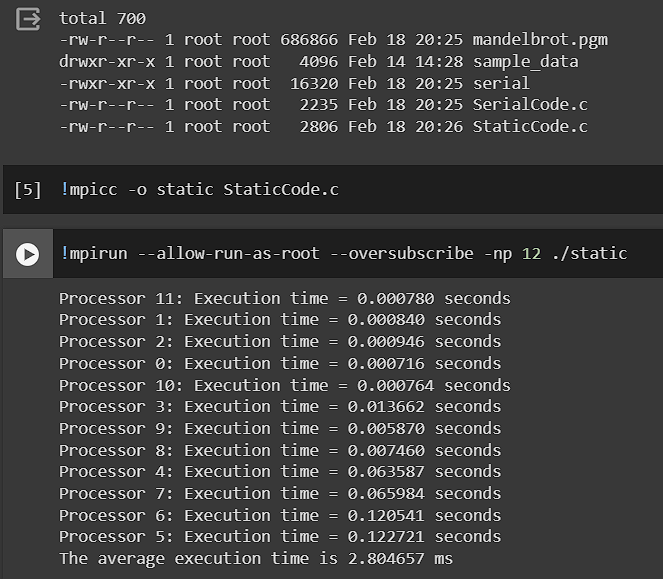 total 700
-rw-r--r-- 1 root root 686866 Feb 18 20:25 mandelbrot.pgm
drwxr-xr-x 1 root root   4096 Feb 14 14:28 sample_data
-rwxr-xr-x 1 root root  16320 Feb 18 20:25 serial
-rw-r--r-- 1 root root   2235 Feb 18 20:25 SerialCode.c
-rw-r--r-- 1 root root   2806 Feb 18 20:26 StaticCode.c
[5] !mpicc -o static StaticCode.c
!mpirun --allow-run-as-root --oversubscribe -np 12 ./static
Processor 11: Execution time = 0.000780 seconds
Processor 1: Execution time = 0.000840 seconds
Processor 2: Execution time = 0.000946 seconds
Processor 0: Execution time = 0.000716 seconds
Processor 10: Execution time = 0.000764 seconds
Processor 3: Execution time = 0.013662 seconds
Processor 9: Execution time = 0.005870 seconds
Processor 8: Execution time = 0.007460 seconds
Processor 4: Execution time = 0.063587 seconds
Processor 7: Execution time = 0.065984 seconds
Processor 6: Execution time = 0.120541 seconds
Processor 5: Execution time = 0.122721 seconds
The average execution time is 2.804657 ms